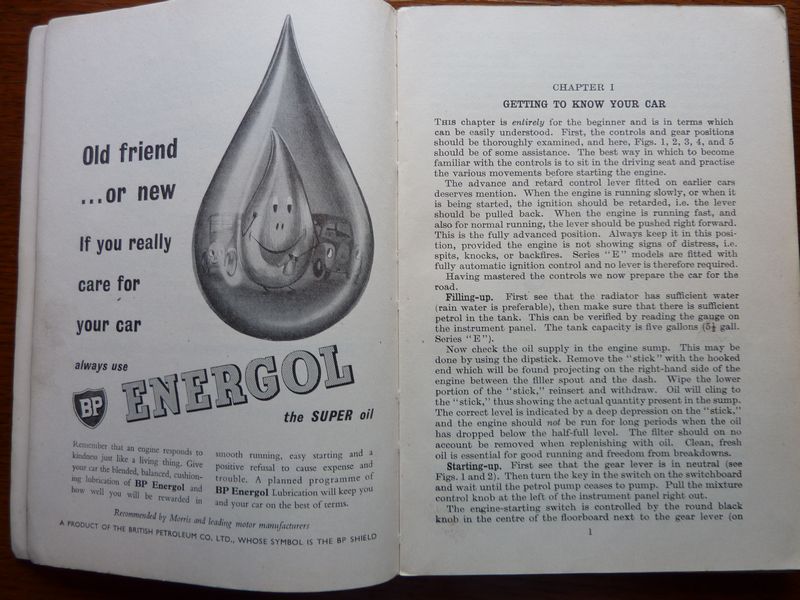 Old friend
...or new
If you really
care for
your car
always use
BP
ENERGOL
the SUPER oil
Remember that an engine responds to
kindness just like a living thing. Give
your car the blended, balanced, cushion-
ing lubrication of BP Energol and
how well you will be rewarded in
smooth running, easy starting and a
positive refusal to cause expense and
trouble. A planned programme of
BP Energol Lubrication will keep you
and your car on the best of terms.
Recommended by Morris and leading motor manufacturers
A PRODUCT OF THE BRITISH PETROLEUM CO. LTD., WHOSE SYMBOL IS THE BP SHIELD
CHAPTER I
GETTING TO KNOW YOUR CAR
THIS chapter is entirely for the beginner and is in terms which
can be easily understood. First, the controls and gear positions
should be thoroughly examined, and here, Figs. 1, 2, 3, 4, and 5
should be of some assistance. The best way in which to become
familiar with the controls is to sit in the driving seat and practise
the various movements before starting the engine.
The advance and retard control lever fitted on earlier cars
deserves mention. When the engine is running slowly, or when it
is being started, the ignition should be retarded, i.e. the lever
should be pulled back. When the engine is running fast, and
also for normal running, the lever should be pushed right forward.
This is the fully advanced position. Always keep it in this posi-
tion, provided the engine is not showing signs of distress, i.e.
spits, knocks, or backfires. Series "E" models are fitted with
fully automatic ignition control and no lever is therefore required.
Having mastered the controls we now prepare the car for the
road.
Filling-up. First see that the radiator has sufficient water
(rain water is preferable), then make sure that there is sufficient
petrol in the tank. This can be verified by reading the gauge on
the instrument panel. The tank capacity is five gallons (5½ gall.
Series "E").
Now check the oil supply in the engine sump. This may be
done by using the dipstick. Remove the "stick" with the hooked
end which will be found projecting on the right-hand side of the
engine between the filler spout and the dash. Wipe the lower
portion of the "stick," reinsert and withdraw. Oil will cling to
the "stick," thus showing the actual quantity present in the sump.
The correct level is indicated by a deep depression on the "stick,"
and the engine should not be run for long periods when the oil
has dropped below the half-full level. The filter should on no
account be removed when replenishing with oil. Clean, fresh
oil is essential for good running and freedom from breakdowns.
Starting-up. First see that the gear lever is in neutral (see
Figs. 1 and 2). Then turn the key in the switch on the switchboard
and wait until the petrol pump ceases to pump. Pull the mixture
control knob at the left of the instrument panel right out.
The engine-starting switch is controlled by the round black
knob in the centre of the floorboard next to the gear lever (on
1